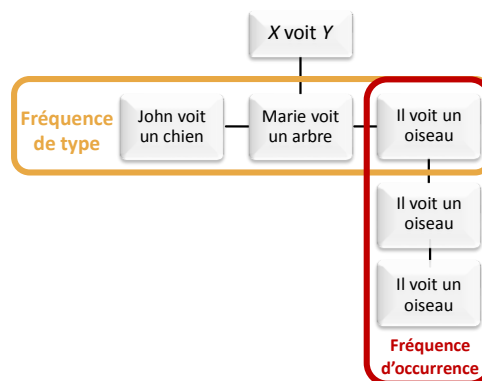 X voit Y
Fréquence
de type
John voit
un chien
Marie voit
un arbre
Il voit un
oiseau
Il voit un
oiseau
Il voit un
oiseau
Fréquence
d’occurrence